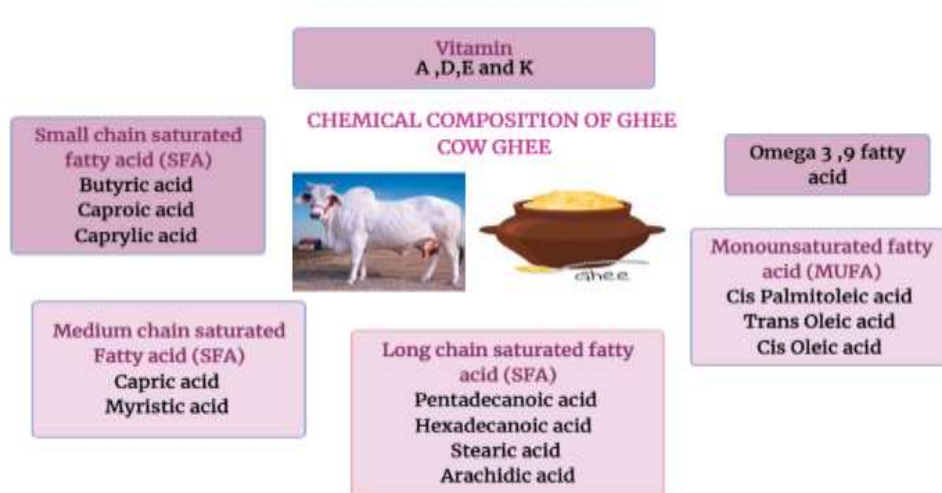 Vitamin
A ,D,E and K
CHEMICAL COMPOSITION OF GHEE
COW GHEE
Small chain saturated
fatty acid (SFA)
Butyric acid
Caproic acid
Caprylic acid
Omega 3 ,9 fatty
acid
Ghee
Monounsaturated fatty
acid (MUFA)
Cis Palmitoleic acid
Trans Oleic acid
Cis Oleic acid
Medium chain saturated
Fatty acid (SFA)
Capric acid
Myristic acid
Long chain saturated fatty
acid (SFA)
Pentadecanoic acid
Hexadecanoic acid
Stearic acid
Arachidic acid